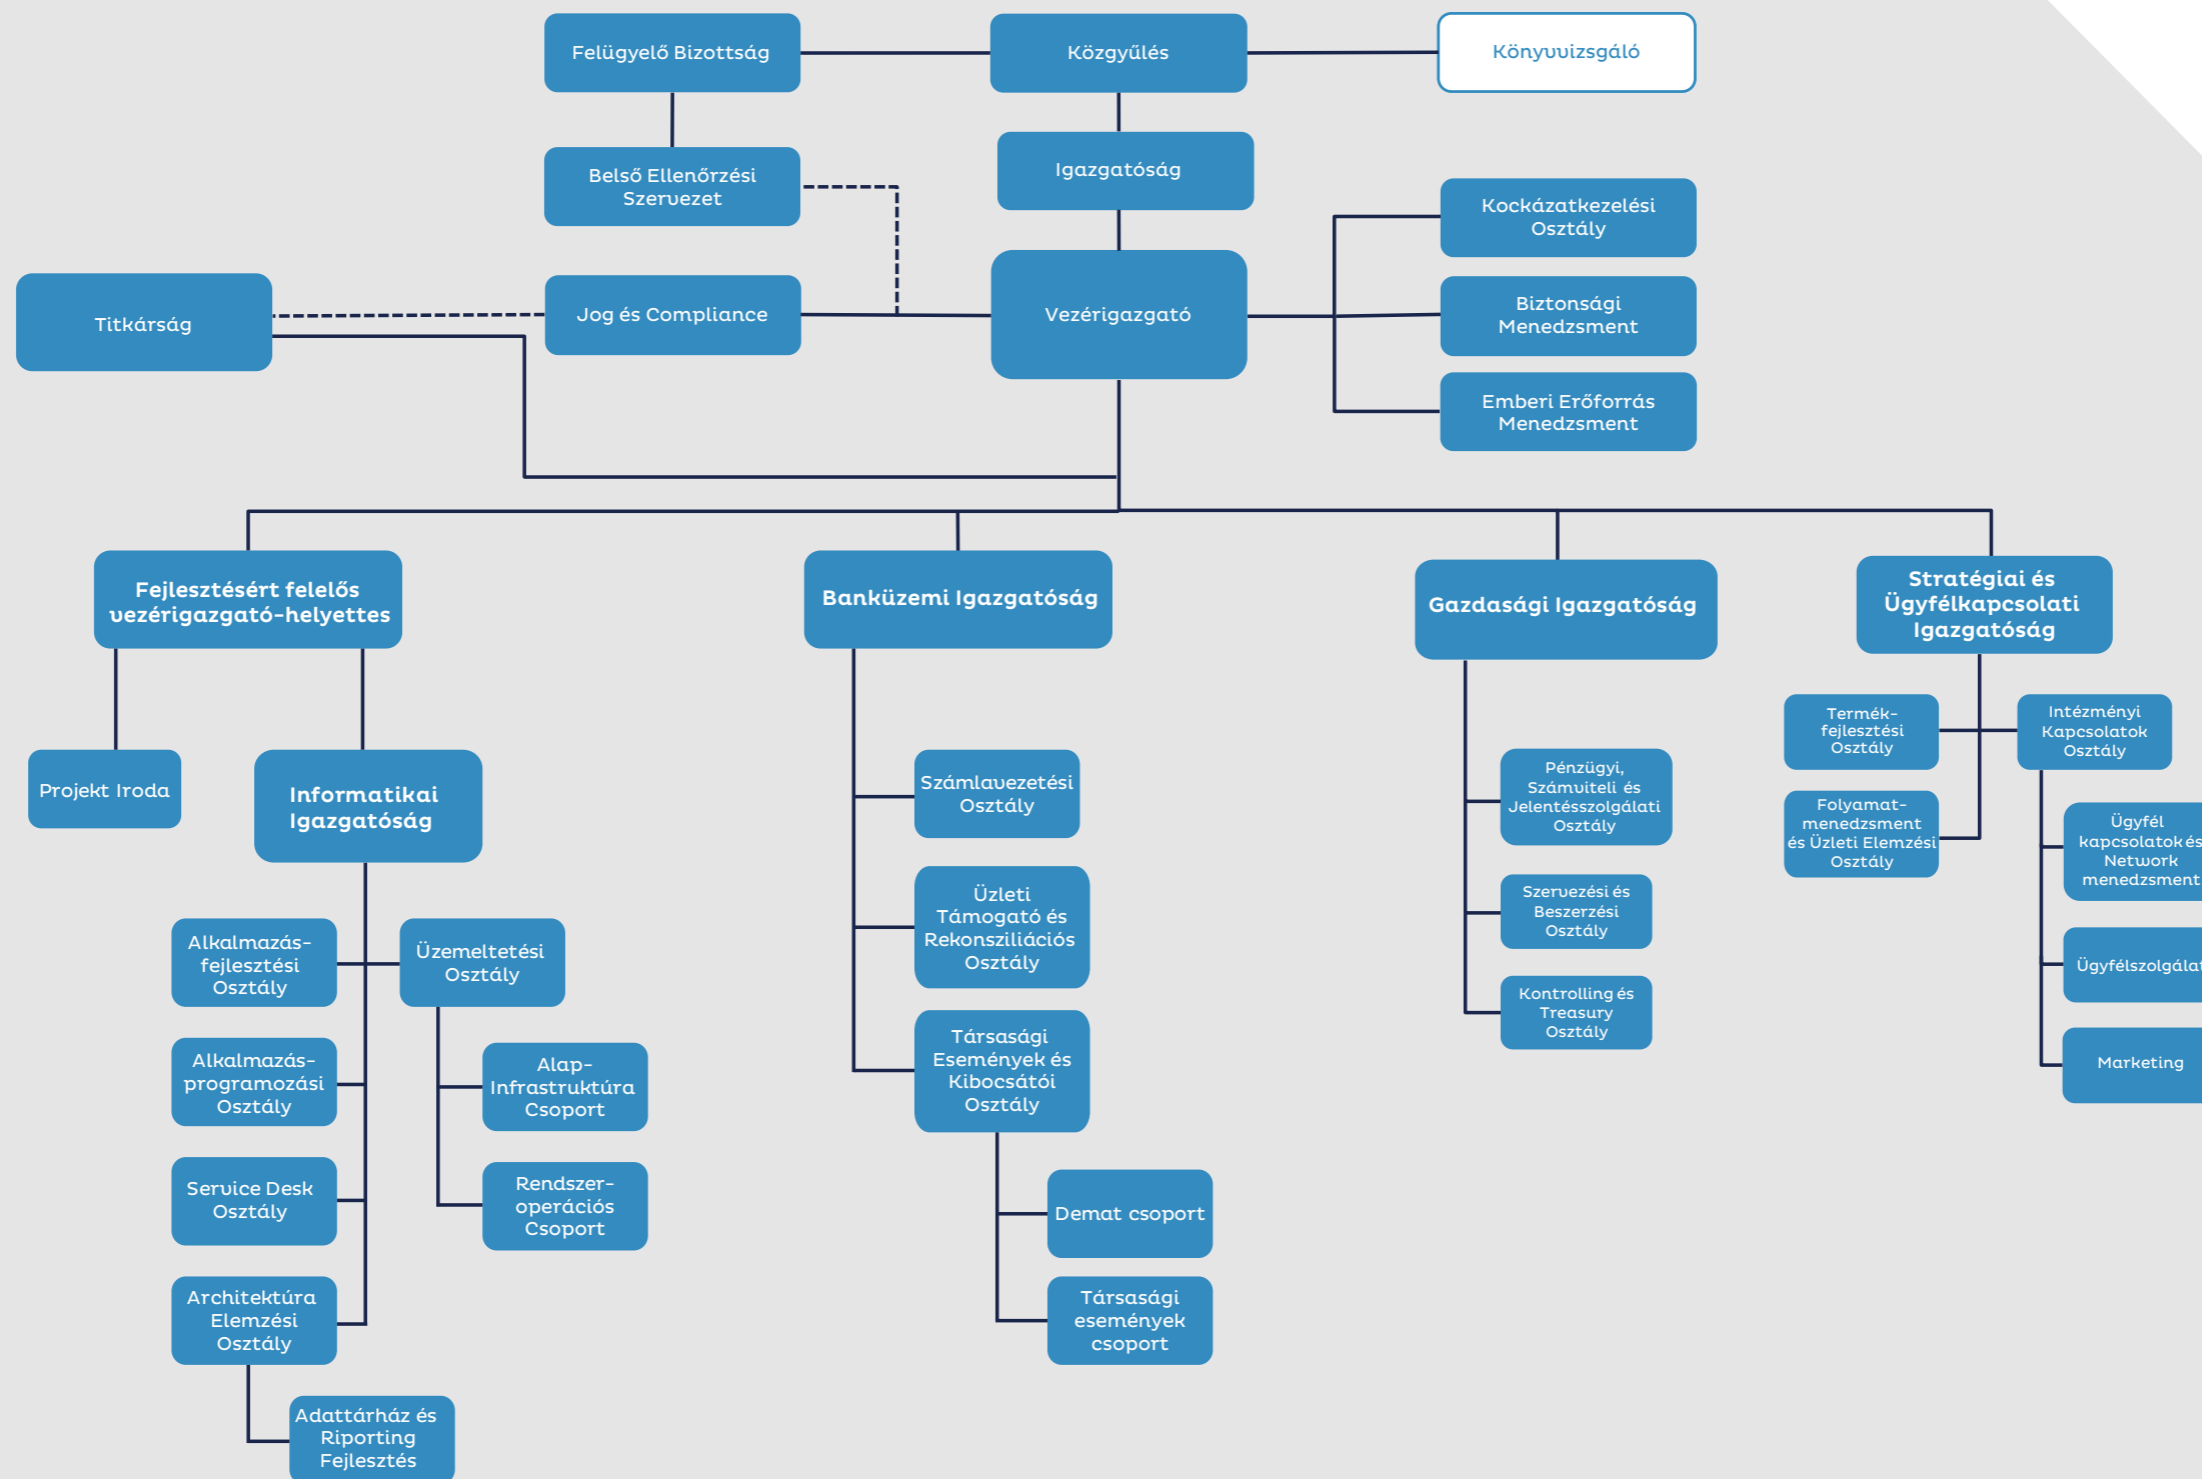 Felügyelő Bizottság
Közgyűlés
Könyvvizsgáló
Belső Ellenőrzési
Szervezet
Igazgatóság
Kockázatkezelési
Osztály
Titkárság
Jog és Compliance
Vezérigazgató
Biztonsági
Menedzsment
Emberi Erőforrás
Menedzsment
Fejlesztésért felelős
vezérigazgató-helyettes
Banküzemi Igazgatóság
Gazdasági Igazgatóság
Stratégiai és
Ügyfélkapcsolati
Igazgatóság
Projekt Iroda
Informatikai
Igazgatóság
Alkalmazás-
fejlesztési
Osztály
Üzemeltetési
Osztály
Alkalmazás-
programozási
Osztály
Alap-
Infrastruktúra
Csoport
Service Desk
Osztály
Rendszer-
operációs
Csoport
Architektúra
Elemzési
Osztály
Adattárház és
Riporting
Fejlesztés
Számlavezetési
Osztály
Üzleti
Támogató és
Rekonsziliációs
Osztály
Társasági
Események és
Kibocsátói
Osztály
Demat csoport
Társasági
események
csoport
Pénzügyi,
Számviteli és
Jelentésszolgálati
Osztály
Szervezési és
Beszerzési
Osztály
Kontrolling és
Treasury
Osztály
Termék-
fejlesztési
Osztály
Folyamat-
menedzsment
és Üzleti Elemzési
Osztály
Intézményi
Kapcsolatok
Osztály
Ügyfél
kapcsolatok és
Network
menedzsment
Ügyfélszolgálat
Marketing